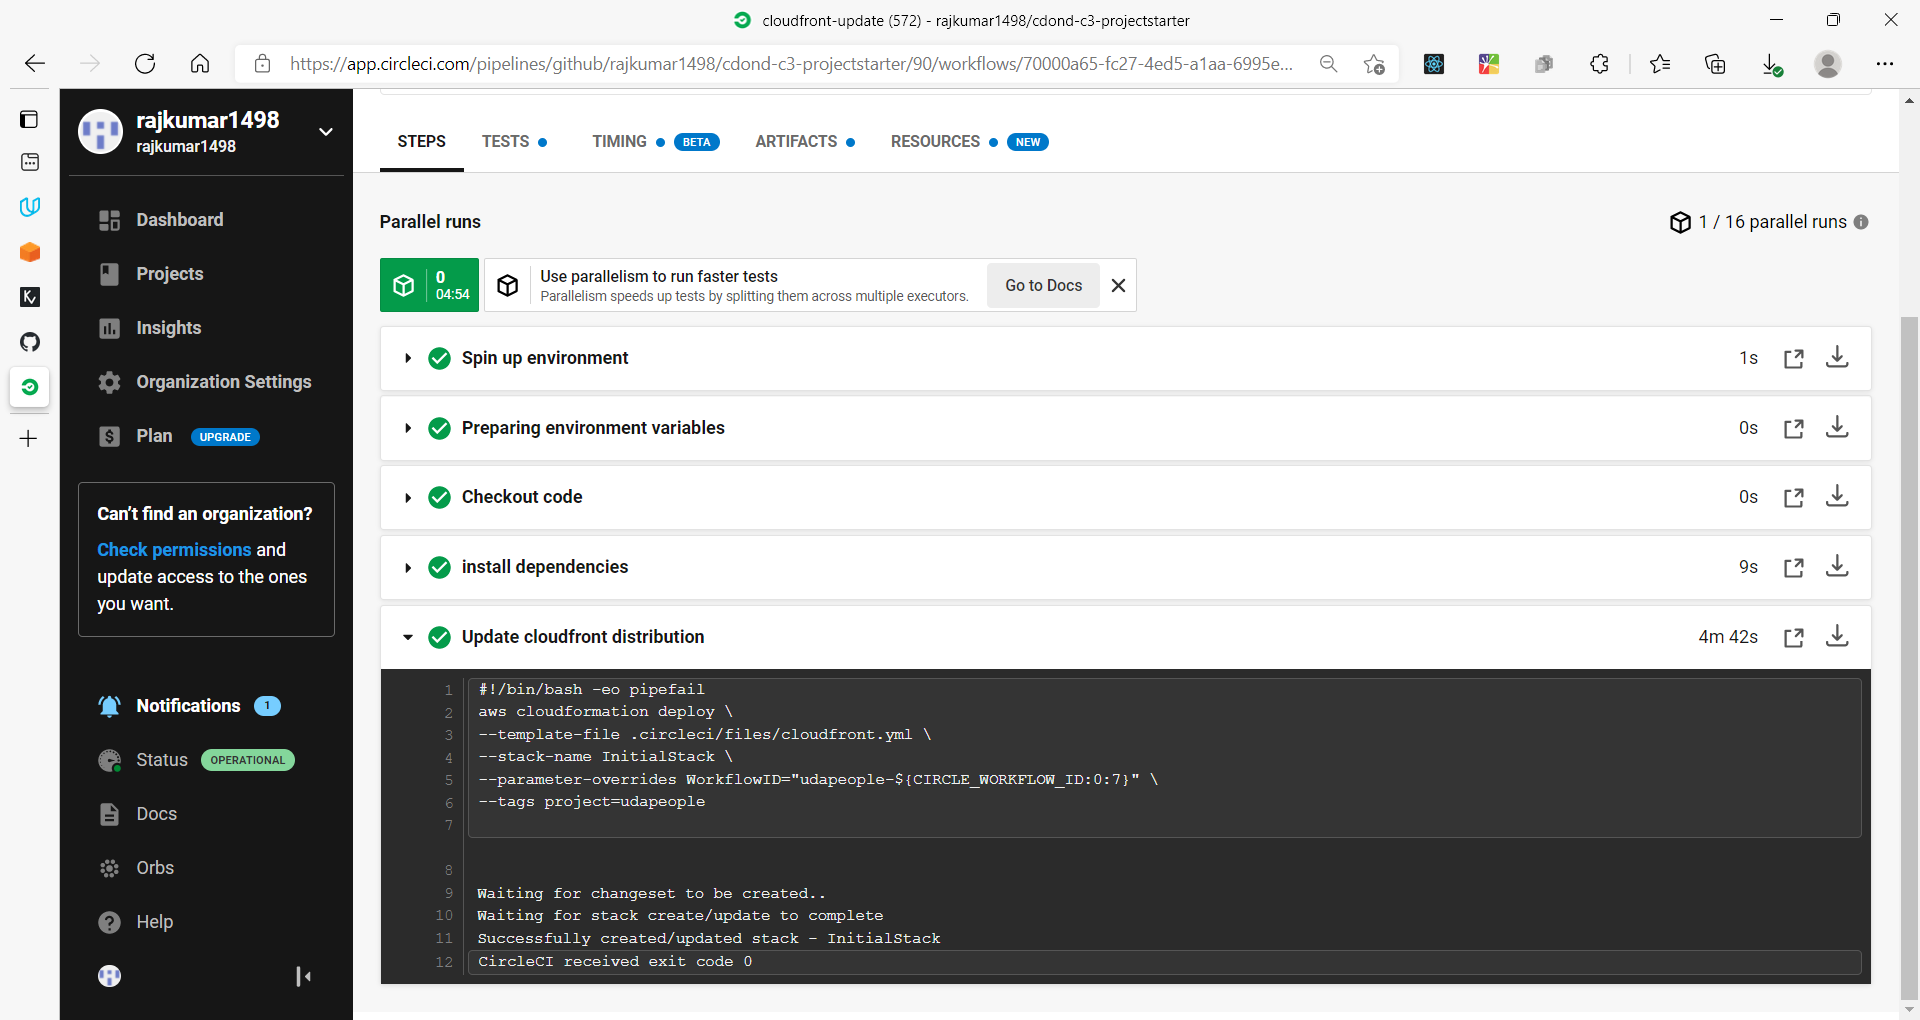 cloudfront-update (572) - rajkumar1498/cdond-c3-projectstarter
https://app.circleci.com/pipelines/github/rajkumar1498/cdond-c3-projectstarter/90/workflows/70000a65-fc27-4ed5-a1aa-6995e...
rajkumar1498
rajkumar1498
Dashboard
Projects
Insights
Organization Settings
Plan UPGRADE
Can't find an organization?
Check permissions and
update access to the ones
you want.
Notifications 1
Status OPERATIONAL
Docs
Orbs
Help
STEPS TESTS TIMING BETA ARTIFACTS RESOURCES NEW
Parallel runs
1 / 16 parallel runs
0
04:54
Use parallelism to run faster tests
Parallelism speeds up tests by splitting them across multiple executors.
Go to Docs
Spin up environment 1s
Preparing environment variables 0s
Checkout code 0s
install dependencies 9s
Update cloudfront distribution 4m 42s
1 #!/bin/bash -eo pipefail
2 aws cloudformation deploy \
3 --template-file .circleci/files/cloudfront.yml \
4 --stack-name InitialStack \
5 --parameter-overrides WorkflowID="udapeople-${CIRCLE_WORKFLOW_ID:0:7}" \
6 --tags project=udapeople
7
8
9 Waiting for changeset to be created..
10 Waiting for stack create/update to complete
11 Successfully created/updated stack - InitialStack
12 CircleCI received exit code 0